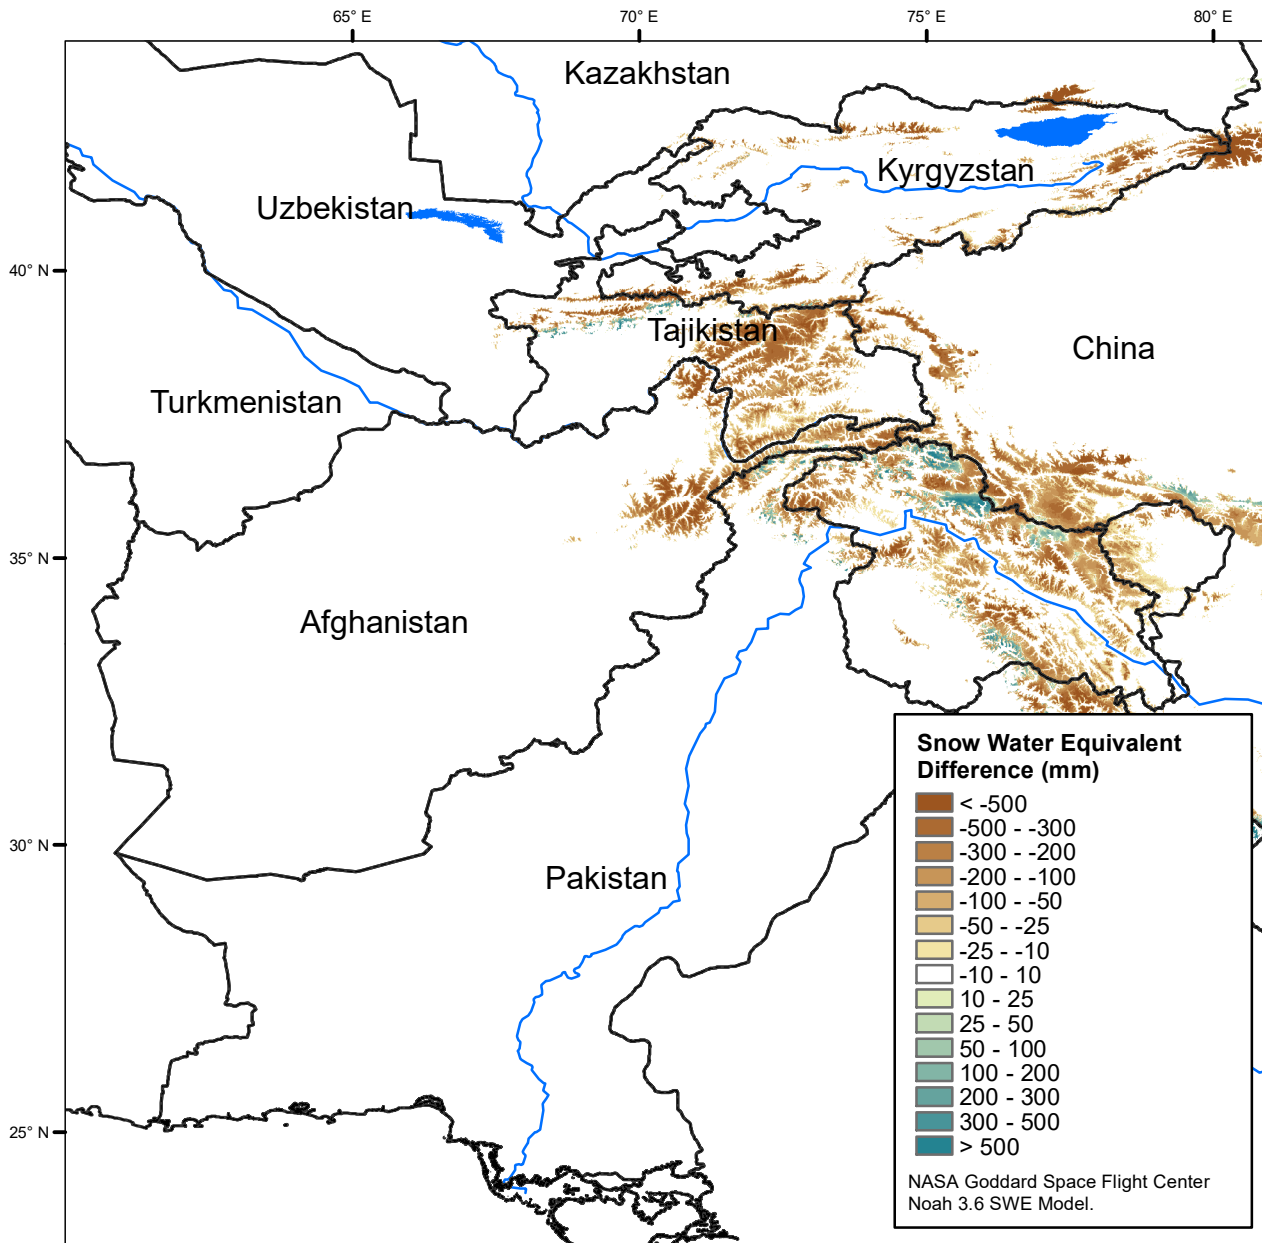 65° E
70° E
75° E
80° E
Kazakhstan
Kyrgyzstan
Uzbekistan
40° N
Tajikistan
China
Turkmenistan
35° N
Afghanistan
30° N
Pakistan
25° N
Snow Water Equivalent
Difference (mm)
< -500
-500 - -300
-300 - -200
-200 - -100
-100 - -50
-50 - -25
-25 - -10
-10 - 10
10 - 25
25 - 50
50 - 100
100 - 200
200 - 300
300 - 500
> 500
NASA Goddard Space Flight Center
Noah 3.6 SWE Model.